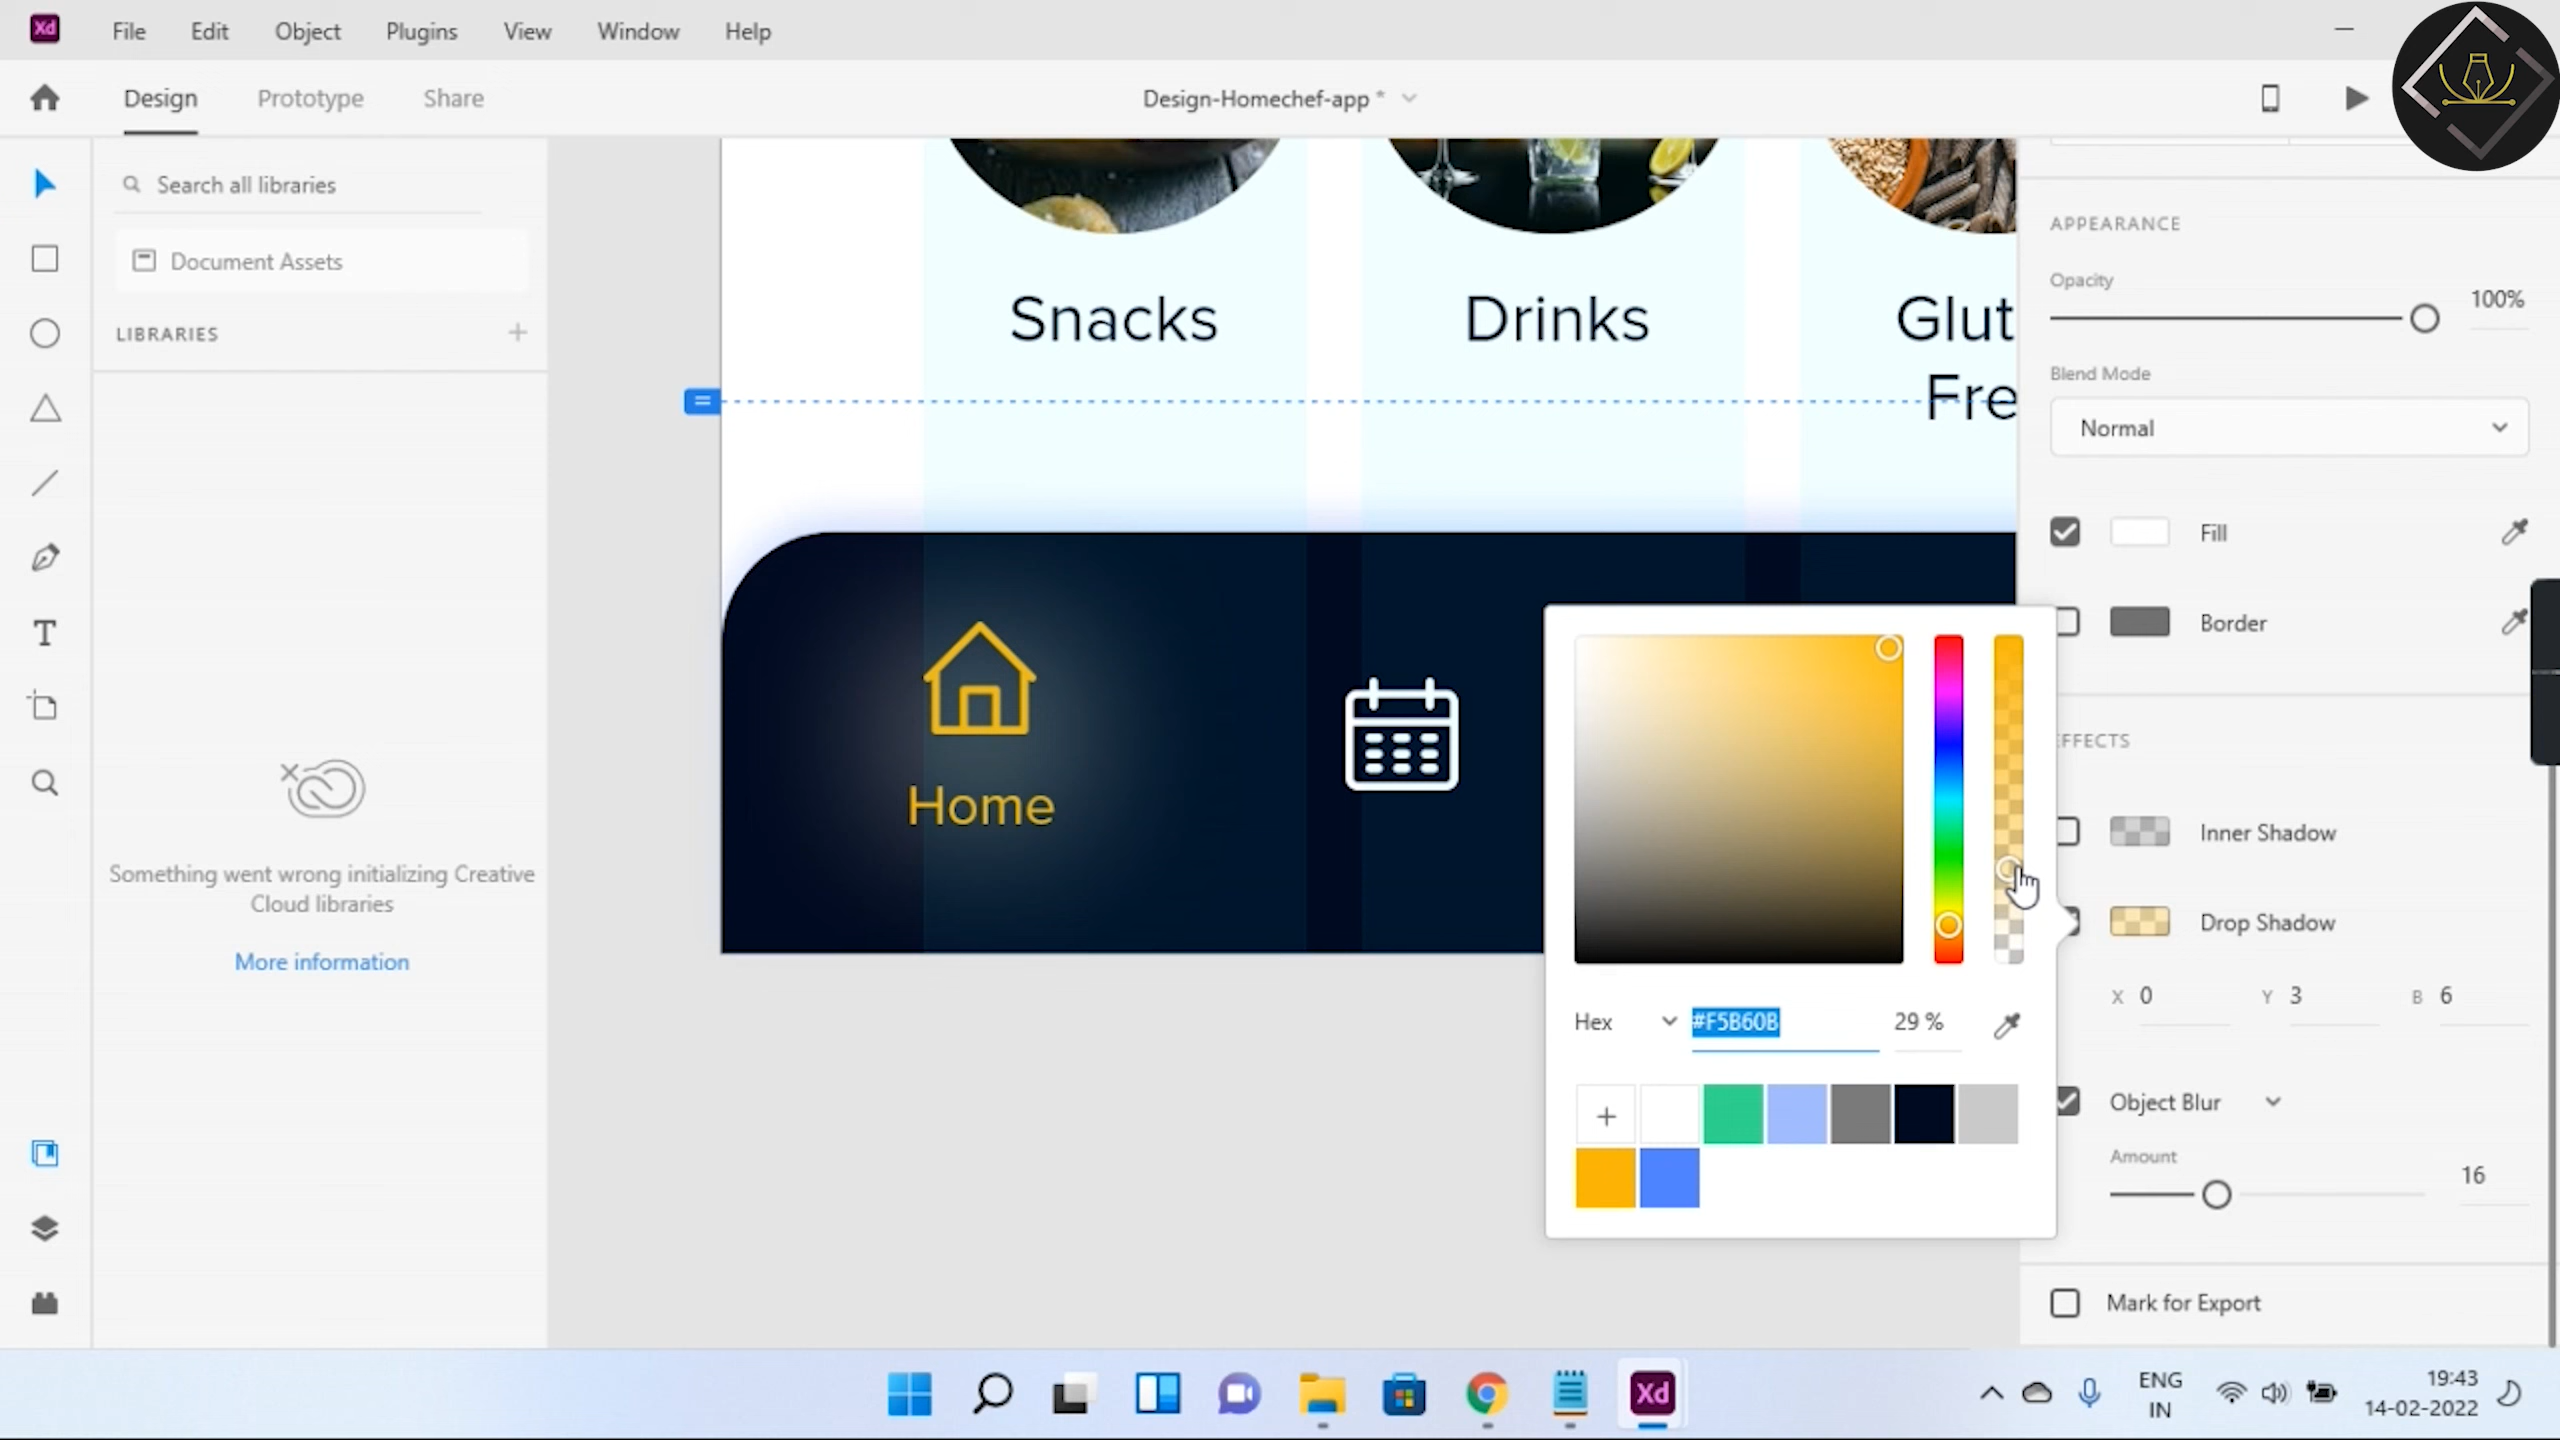 Xd File Edit Object Plugins View Window Help
Design Prototype Share Design-Homechef-app *
Search all libraries
Document Assets
LIBRARIES
Something went wrong initializing Creative
Cloud libraries
More information
Snacks Drinks Glut
Fre
Home
APPEARANCE
Opacity
100%
Blend Mode
Normal
Fill
Border
EFFECTS
Inner Shadow
Drop Shadow
X 0 Y 3 B 6
Hex #F5B60B 29 %
Object Blur
Amount
16
Mark for Export
Xd
ENG
IN
19:43
14-02-2022